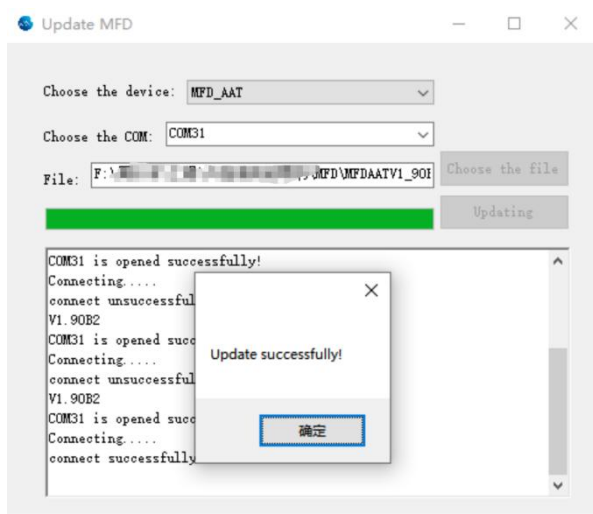 Update MFD
Choose the device: MFD_AAT
Choose the COM: COM31
File: F:\ MFD\MFDAATV1_90 Choose the file
Updating
COM31 is opened successfully!
Connecting.....
connect unsuccessful
V1.90B2
COM31 is opened succ
Connecting.....
connect unsuccessful
V1.90B2
COM31 is opened succ
Connecting.....
connect successfully
Update successfully!
确定